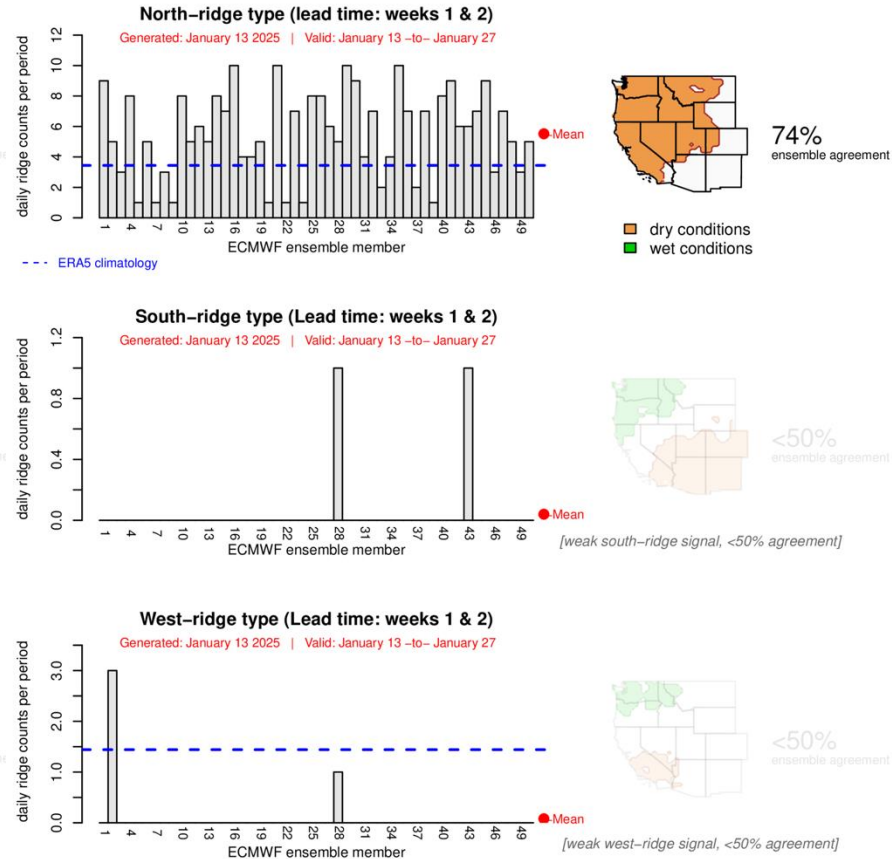 North−ridge type (lead time: weeks 1 & 2)
Generated: January 13 2025 | Valid: January 13 −to− January 27
daily ridge counts per period
0 2 4 6 8 10 12
1 4 7 10 13 16 19 22 25 28 31 34 37 40 43 46 49
ECMWF ensemble member
Mean
ERA5 climatology
74%
ensemble agreement
dry conditions
wet conditions
South−ridge type (Lead time: weeks 1 & 2)
Generated: January 13 2025 | Valid: January 13 −to− January 27
daily ridge counts per period
0.0 0.4 0.8 1.2
1 4 7 10 13 16 19 22 25 28 31 34 37 40 43 46 49
ECMWF ensemble member
Mean
<50%
ensemble agreement
[weak south−ridge signal, <50% agreement]
West−ridge type (Lead time: weeks 1 & 2)
Generated: January 13 2025 | Valid: January 13 −to− January 27
daily ridge counts per period
0.0 1.0 2.0 3.0
1 4 7 10 13 16 19 22 25 28 31 34 37 40 43 46 49
ECMWF ensemble member
Mean
<50%
ensemble agreement
[weak west−ridge signal, <50% agreement]